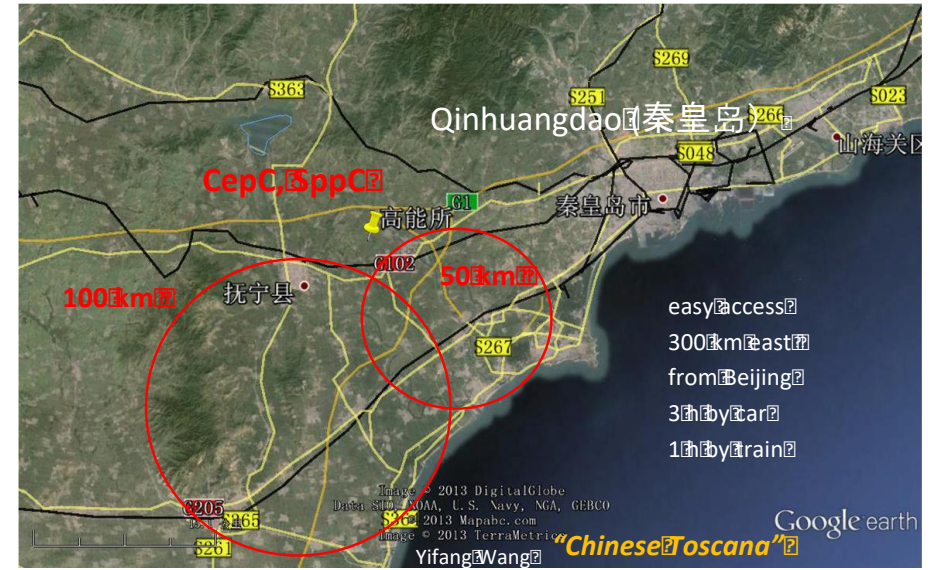 S269
S363
S251
S023
Qinhuangdao (秦皇岛)
S266
山海关区
S048
CepC, SppC
G1
秦皇岛市
高能所
G102
50 km
100 km
抚宁县
easy access
300 km east
from Beijing
3 h by car
1 h by train
S267
Image © 2013 DigitalGlobe
Data SIO, NOAA, U.S. Navy, NGA, GEBCO
© 2013 Mapabc.com
Image © 2013 TerraMetrics
S265
S261
Google earth
Yifang Wang
“Chinese Toscana”